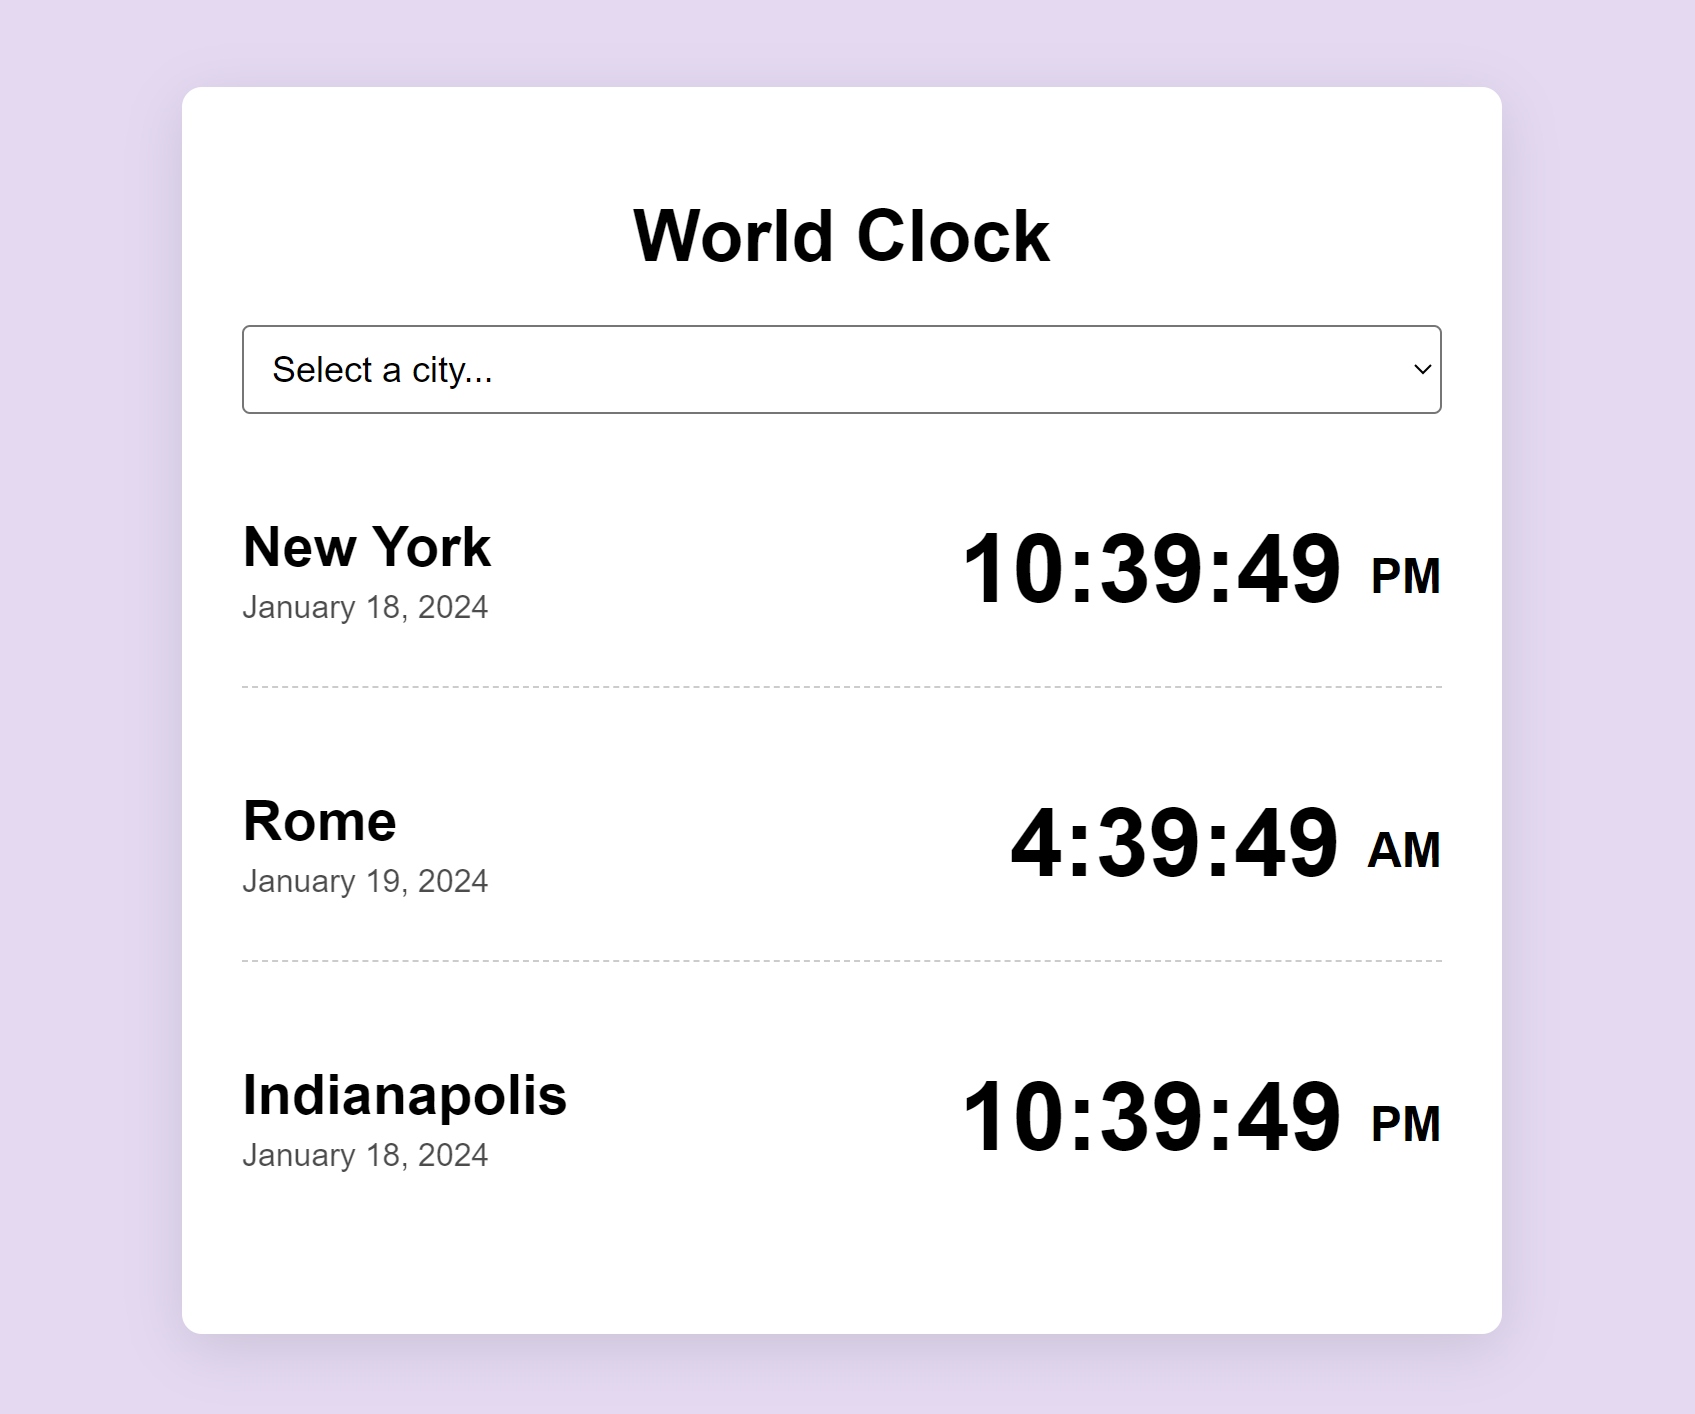 World Clock
Select a city...
New York
10:39:49 PM
January 18, 2024
Rome
4:39:49 AM
January 19, 2024
Indianapolis
10:39:49 PM
January 18, 2024